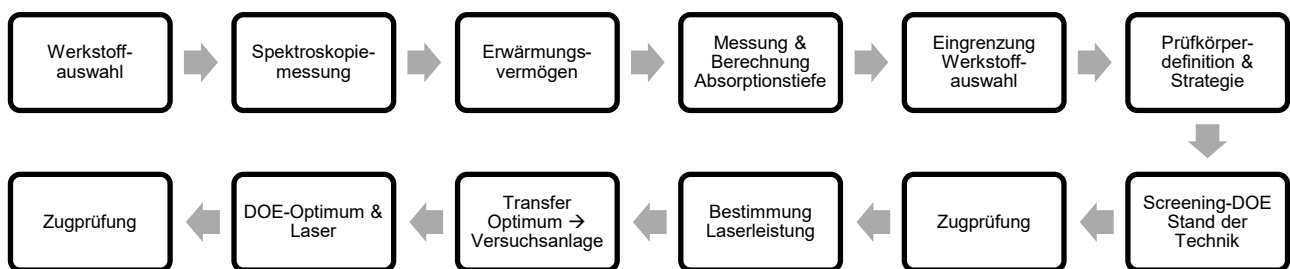 Werkstoff-
auswahl
Spektroskopie-
messung
Erwärmungs-
vermögen
Messung &
Berechnung
Absorptionstiefe
Eingrenzung
Werkstoff-
auswahl
Prüfkörper-
definition &
Strategie
Screening-DOE
Stand der
Technik
Zugprüfung
Bestimmung
Laserleistung
Transfer
Optimum →
Versuchsanlage
DOE-Optimum &
Laser
Zugprüfung